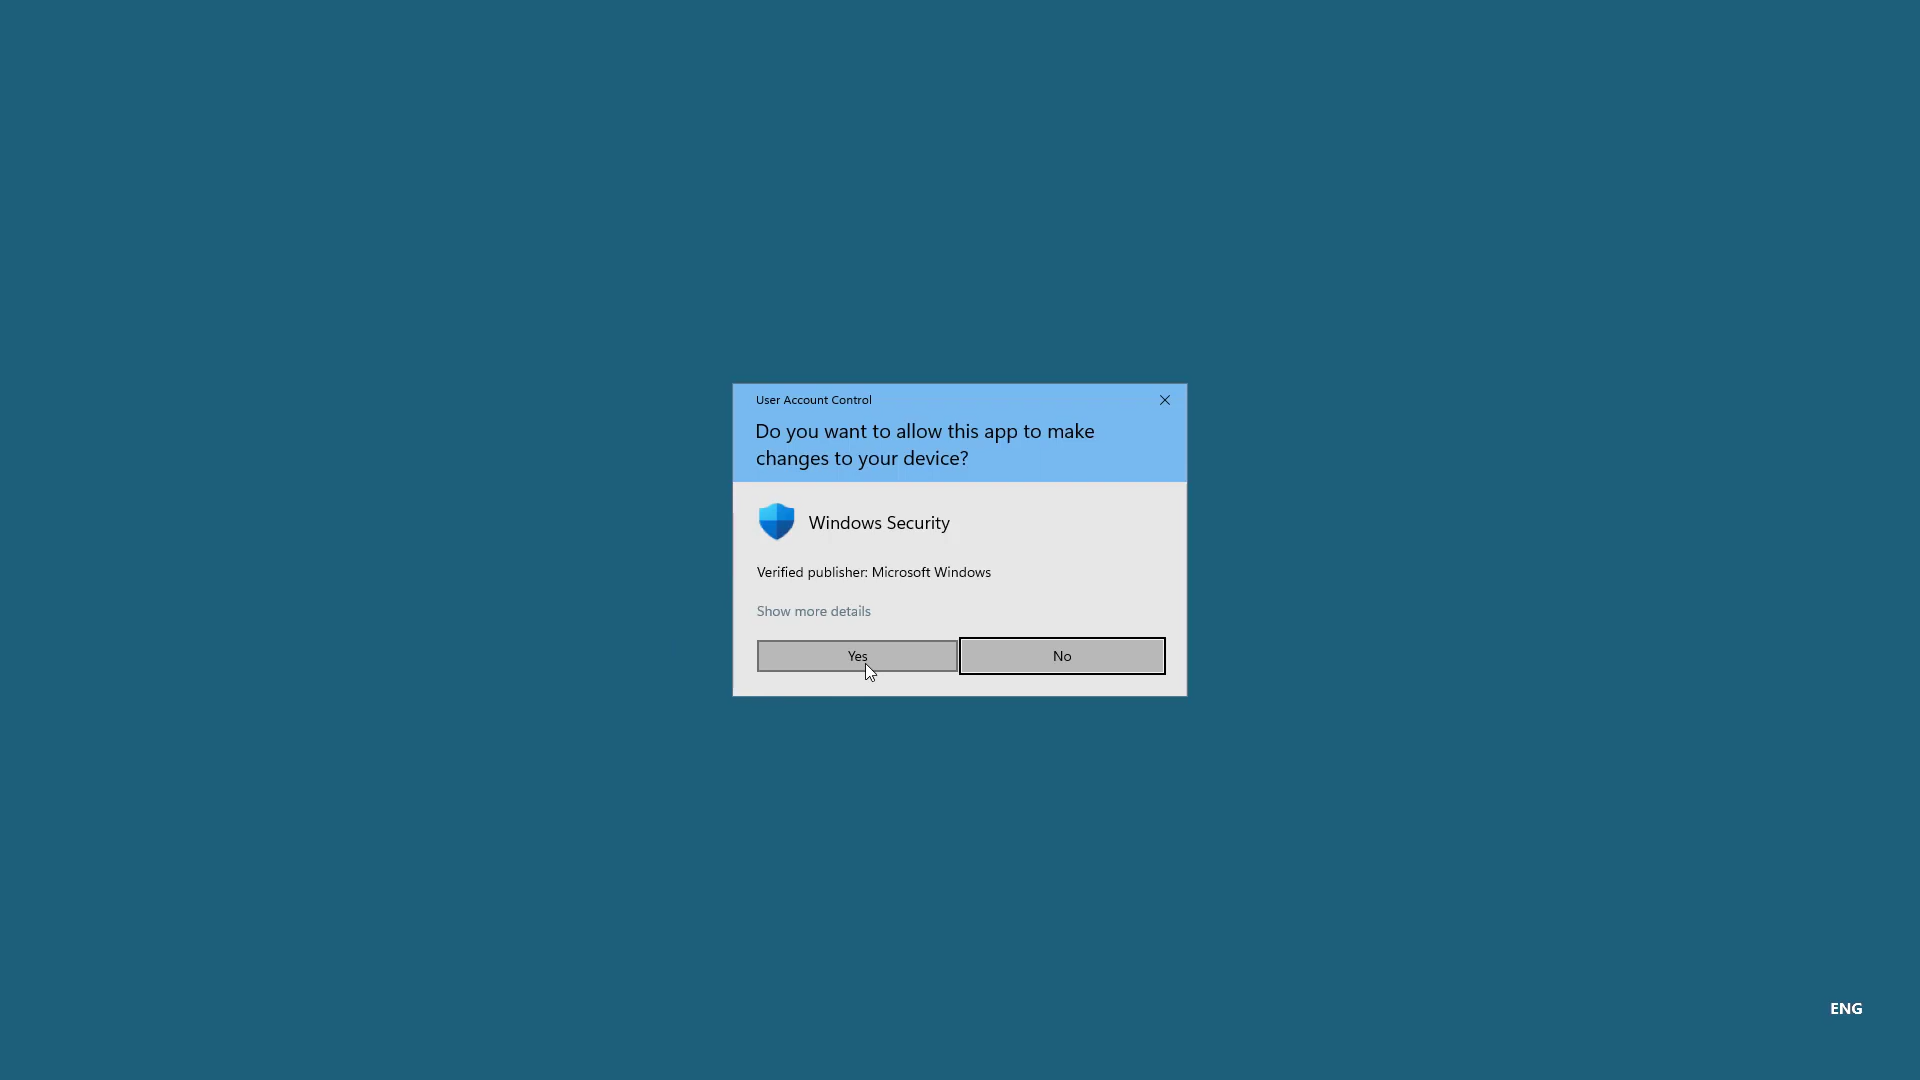 User Account Control
Do you want to allow this app to make
changes to your device?
Windows Security
Verified publisher: Microsoft Windows
Show more details
Yes
No
ENG